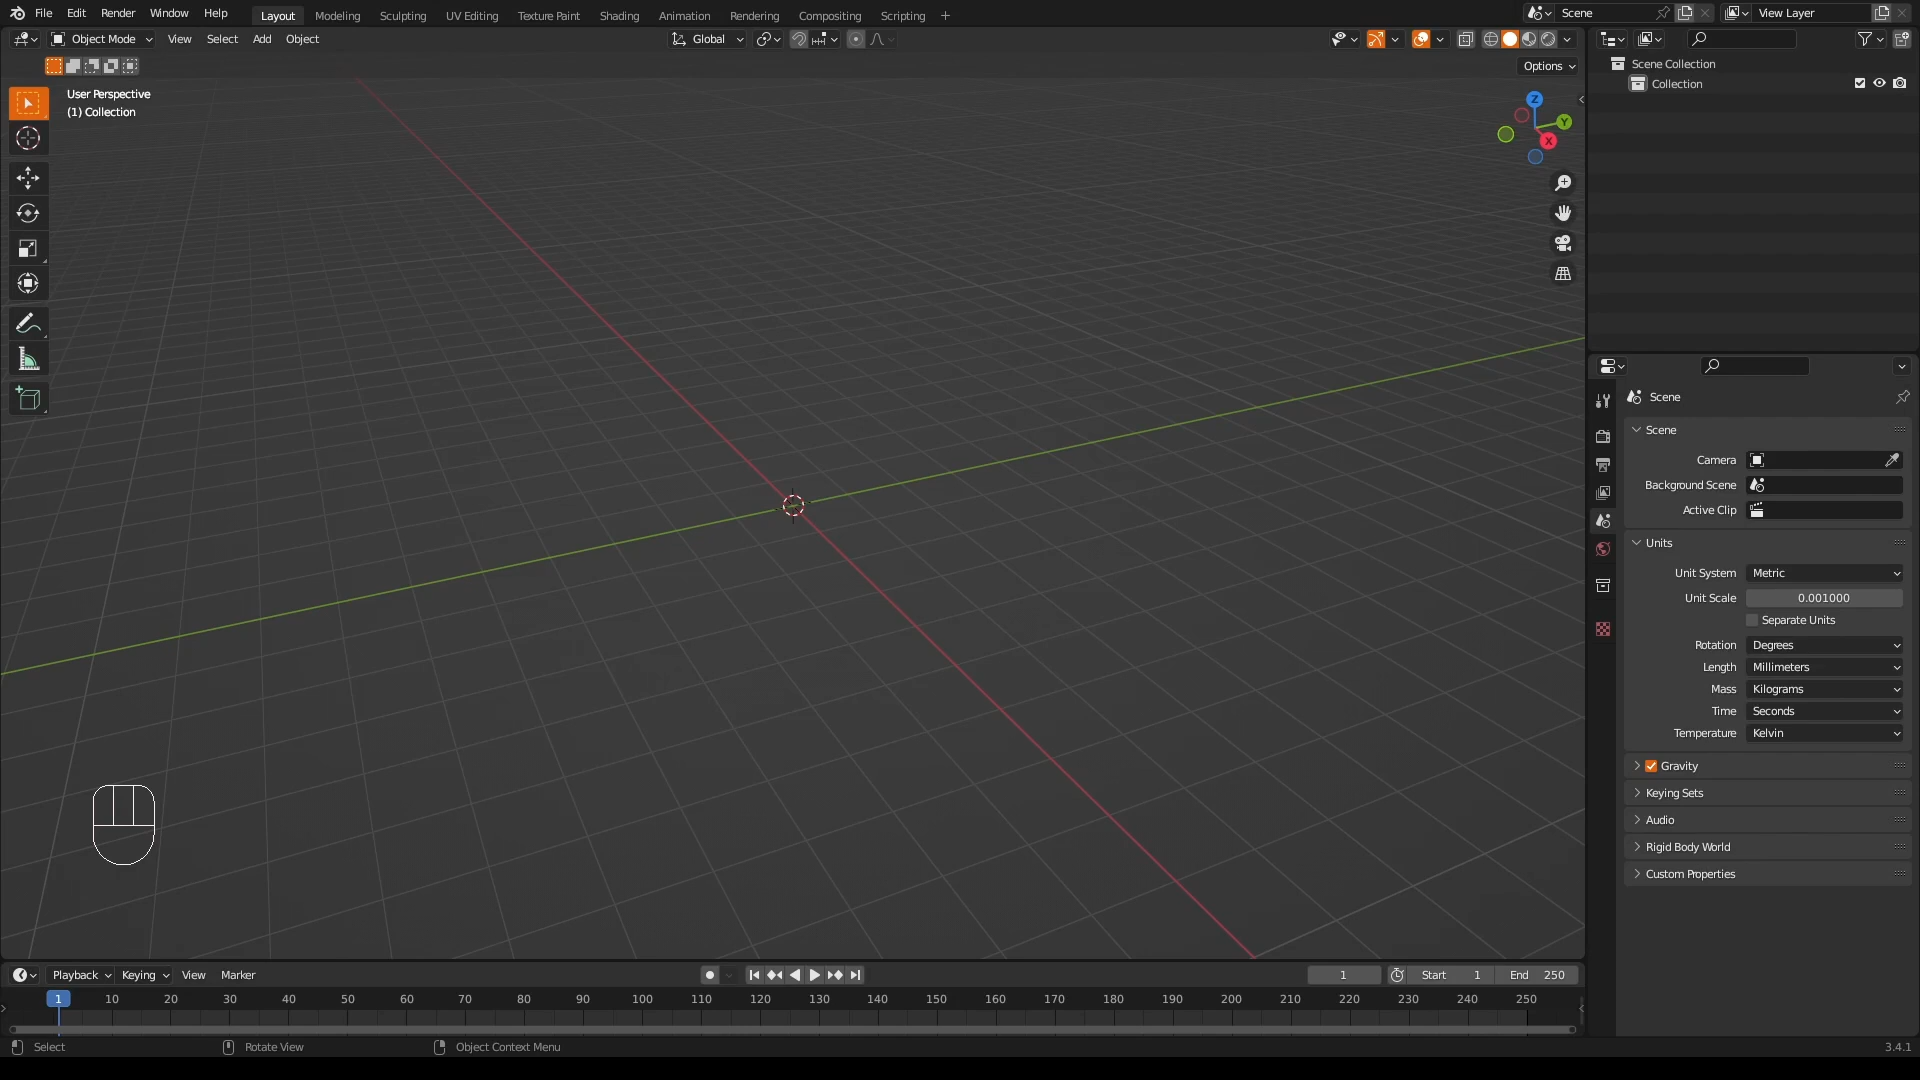 File Edit Render Window Help Layout Modeling Sculpting UV Editing Texture Paint Shading Animation Rendering Compositing Scripting + Scene View Layer
Object Mode View Select Add Object Global
Options
User Perspective
(1) Collection
Z
Y
X
Scene Collection
Collection
Scene
Scene
Camera
Background Scene
Active Clip
Units
Unit System Metric
Unit Scale 0.001000
Separate Units
Rotation Degrees
Length Millimeters
Mass Kilograms
Time Seconds
Temperature Kelvin
Gravity
Keying Sets
Audio
Rigid Body World
Custom Properties
Playback Keying View Marker 1 Start 1 End 250
1 10 20 30 40 50 60 70 80 90 100 110 120 130 140 150 160 170 180 190 200 210 220 230 240 250
Select Rotate View Object Context Menu 3.4.1